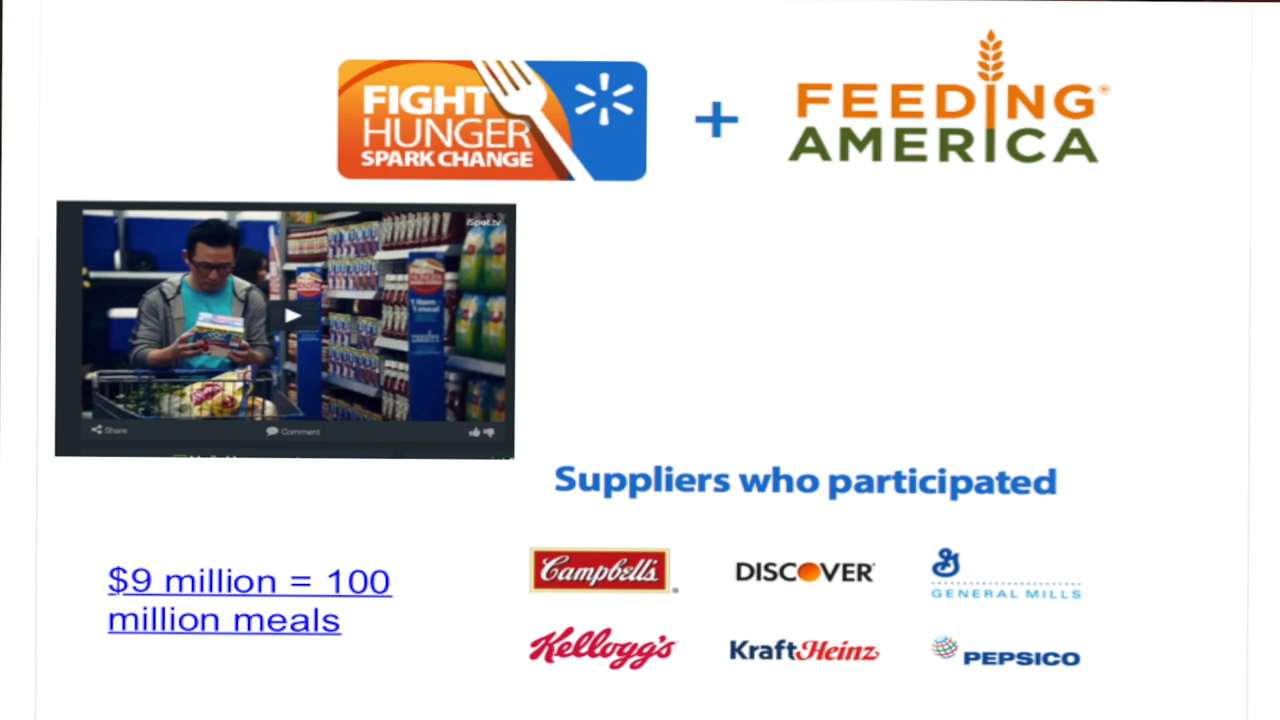 FIGHT
HUNGER
SPARK CHANGE
+
FEEDING
AMERICA
iSpot.tv
Share
Comment
Suppliers who participated
Campbell's
DISCOVER
GENERAL MILLS
$9 million = 100
million meals
Kellogg's
KraftHeinz
PEPSICO